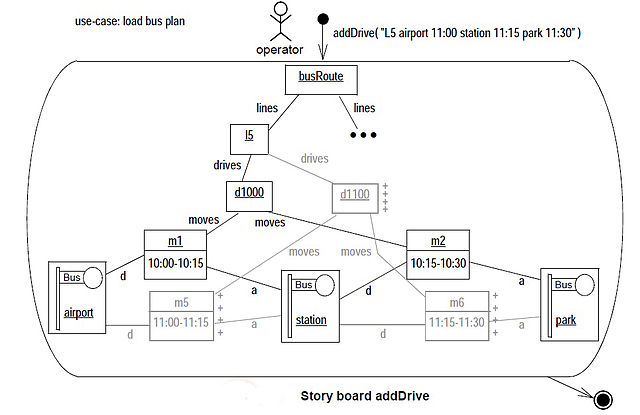 use-case: load bus plan
operator
addDrive( "L5 airport 11:00 station 11:15 park 11:30" )
busRoute
lines
lines
l5
drives
drives
d1000
d1100
+
+
+
+
moves
moves
m1
10:00-10:15
moves
moves
m2
10:15-10:30
d
a
d
a
Bus
airport
Bus
station
Bus
park
m5
11:00-11:15
+
+
+
+
m6
11:15-11:30
+
+
+
+
d
a
d
a
Story board addDrive